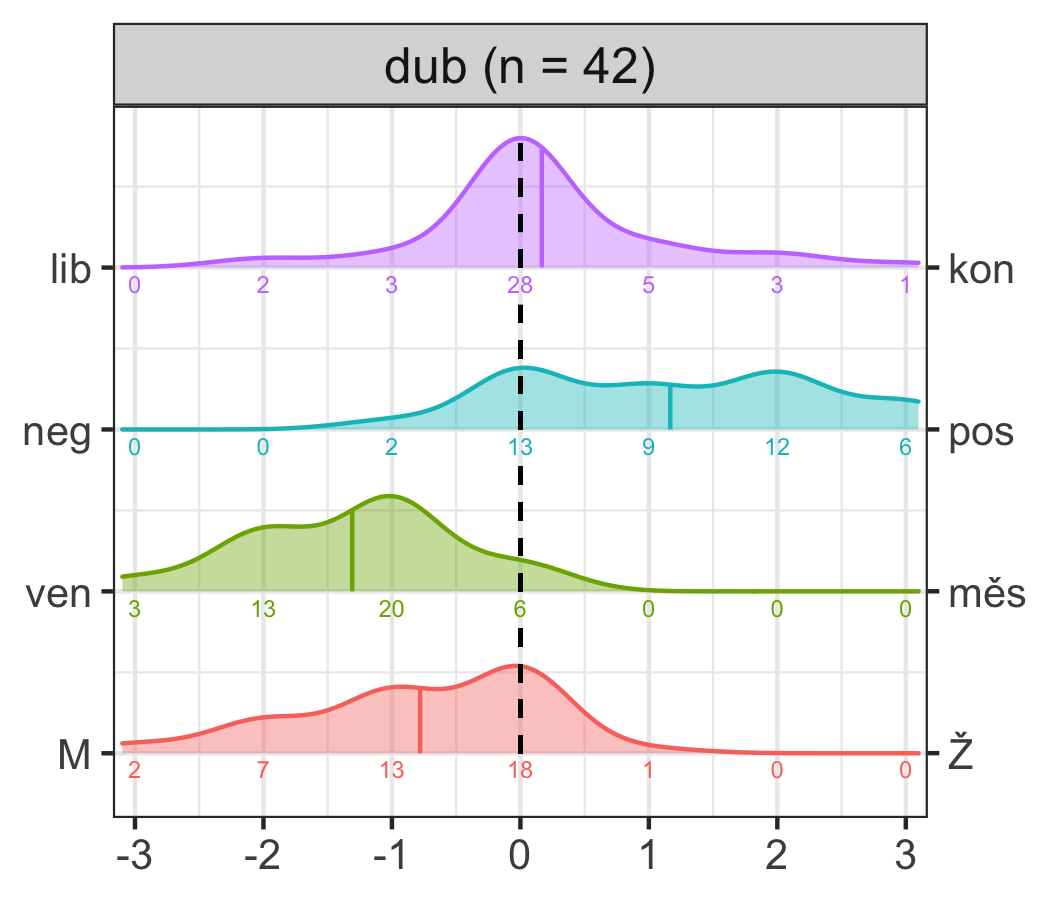 dub (n = 42)
lib kon
0 2 3 28 5 3 1
neg pos
0 0 2 13 9 12 6
ven měs
3 13 20 6 0 0 0
M Ž
2 7 13 18 1 0 0
-3 -2 -1 0 1 2 3